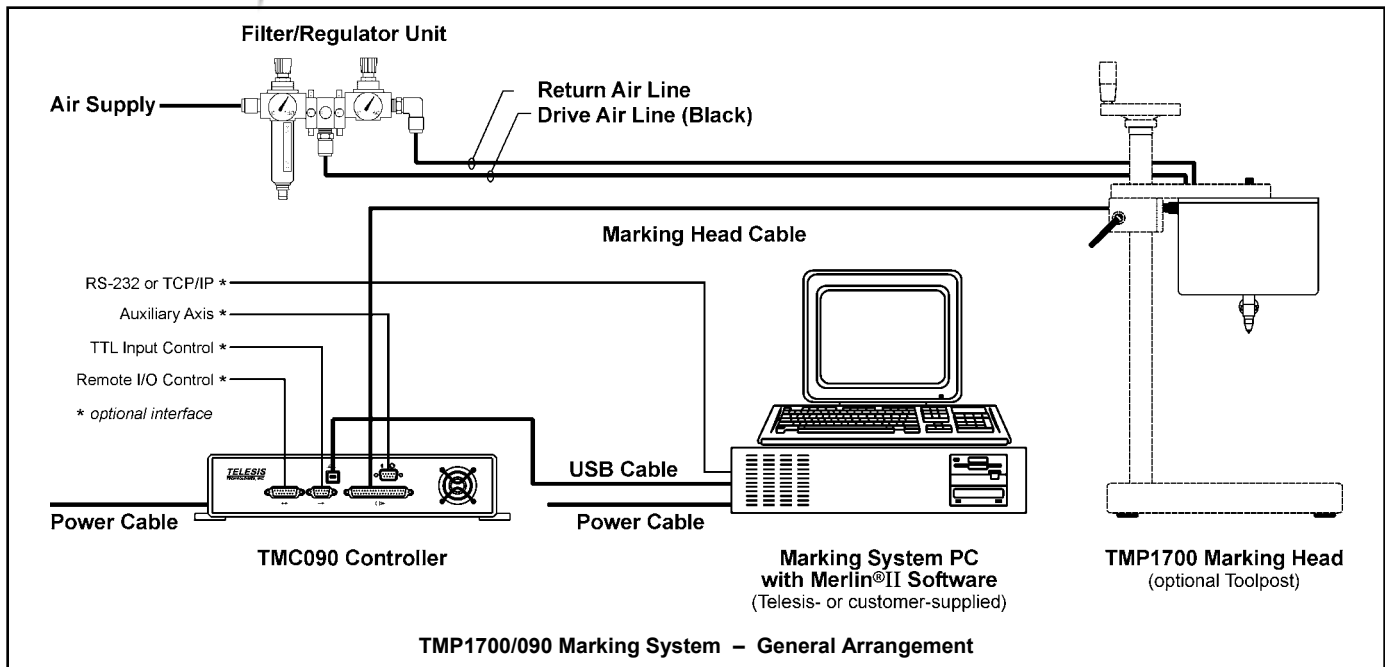 Filter/Regulator Unit
Air Supply
Return Air Line
Drive Air Line (Black)
Marking Head Cable
RS-232 or TCP/IP *
Auxiliary Axis *
TTL Input Control *
Remote I/O Control *
* optional interface
TELESIS
USB Cable
Power Cable
Power Cable
TMC090 Controller
Marking System PC
with Merlin®II Software
(Telesis- or customer-supplied)
TMP1700 Marking Head
(optional Toolpost)
TMP1700/090 Marking System – General Arrangement